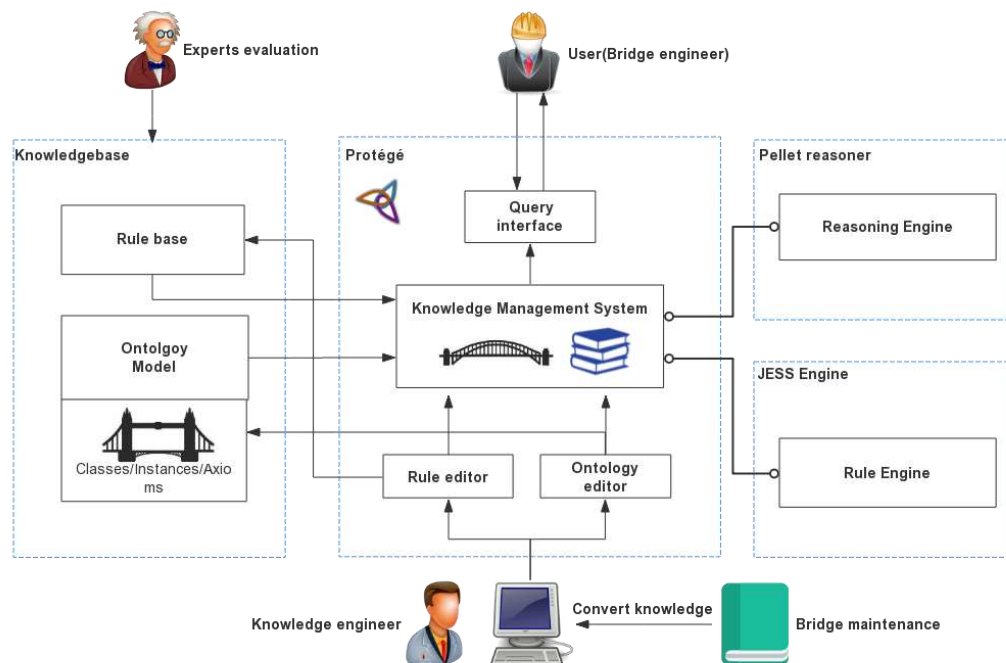 Experts evaluation
User(Bridge engineer)
Knowledgebase
Protégé
Pellet reasoner
Rule base
Query
interface
Reasoning Engine
Knowledge Management System
Ontolgoy
Model
JESS Engine
Classes/Instances/Axio
ms
Rule editor
Ontology
editor
Rule Engine
Knowledge engineer
Convert knowledge
Bridge maintenance